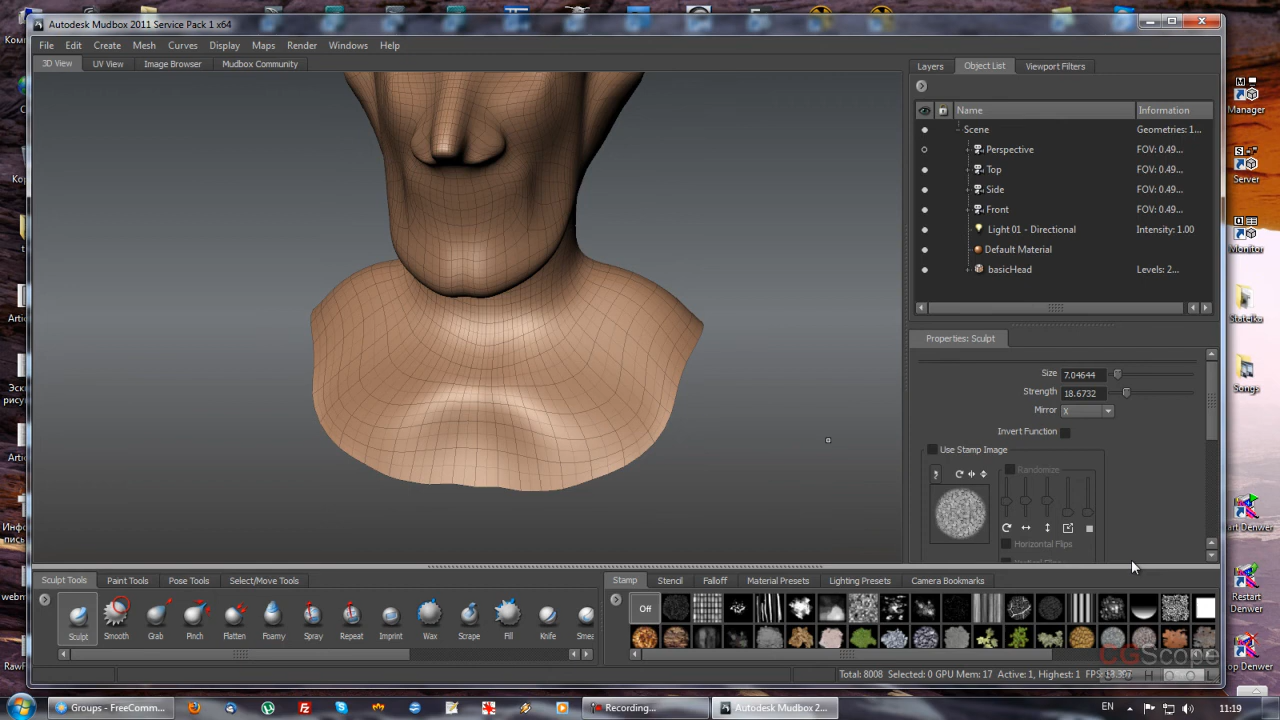 Autodesk Mudbox 2011 Service Pack 1 x64
File Edit Create Mesh Curves Display Maps Render Windows Help
3D View UV View Image Browser Mudbox Community
Layers Object List Viewport Filters
Name Information
Scene Geometries: 1...
Perspective FOV: 0.49...
Top FOV: 0.49...
Side FOV: 0.49...
Front FOV: 0.49...
Light 01 - Directional Intensity: 1.00
Default Material
basicHead Levels: 2...
Properties: Sculpt
Size 7.04644
Strength 18.6732
Mirror X
Invert Function
Use Stamp Image
Randomize
Horizontal Flips
Sculpt Tools Paint Tools Pose Tools Select/Move Tools
Sculpt Smooth Grab Pinch Flatten Foamy Spray Repeat Imprint Wax Scrape Fill Knife Smea
Stamp Stencil Falloff Material Presets Lighting Presets Camera Bookmarks
Off
CGScope
Total: 8008 Selected: 0 GPU Mem: 17 Active: 1, Highest: 1
Manager
Server
Monitor
Statelka
Songs
tart Denwer
Restart
Denwer
top Denwer
Groups - FreeComm...
Recording...
Autodesk Mudbox 2...
EN
11:19